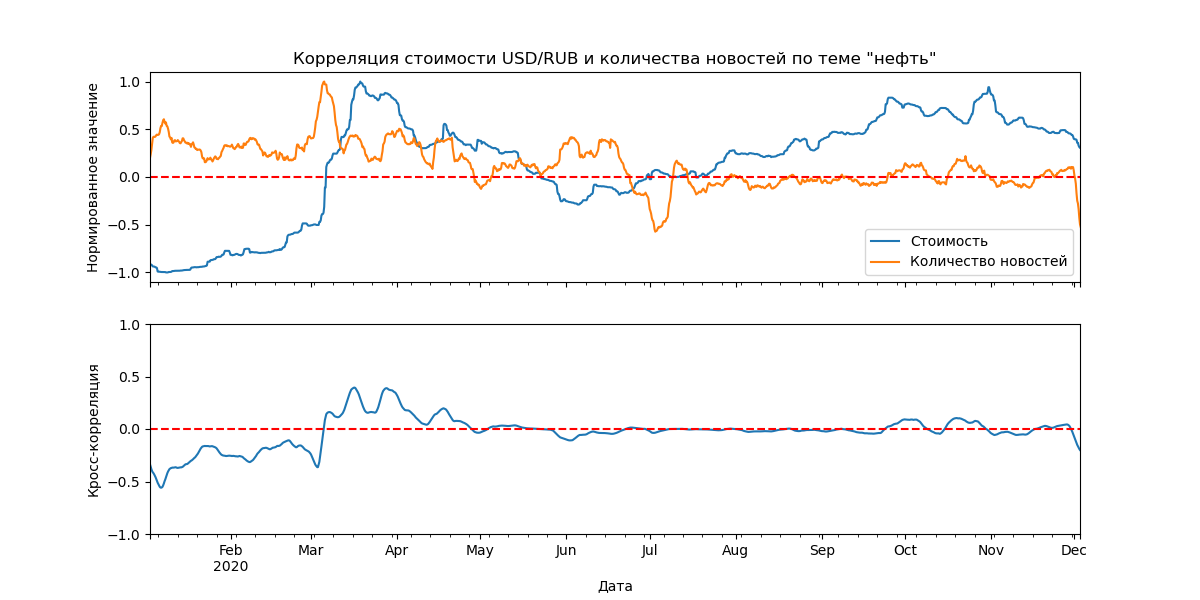 Корреляция стоимости USD/RUB и количества новостей по теме "нефть"
Нормированное значение
1.0
0.5
0.0
−0.5
−1.0
Стоимость
Количество новостей
Кросс-корреляция
1.0
0.5
0.0
−0.5
−1.0
Feb Mar Apr May Jun Jul Aug Sep Oct Nov Dec
2020
Дата